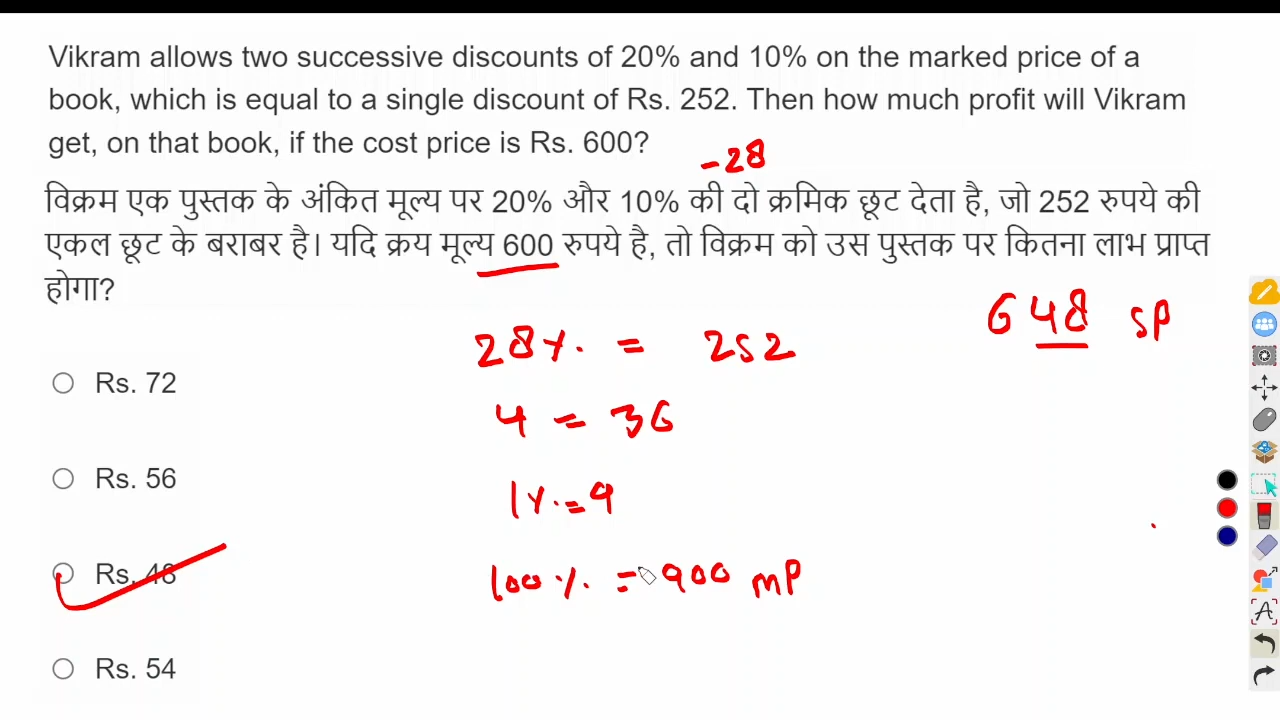 Vikram allows two successive discounts of 20% and 10% on the marked price of a
book, which is equal to a single discount of Rs. 252. Then how much profit will Vikram
get, on that book, if the cost price is Rs. 600?
-28
विक्रम एक पुस्तक के अंकित मूल्य पर 20% और 10% की दो क्रमिक छूट देता है, जो 252 रुपये की
एकल छूट के बराबर है। यदि क्रय मूल्य 600 रुपये है, तो विक्रम को उस पुस्तक पर कितना लाभ प्राप्त
होगा?
648 SP
28%. = 252
Rs. 72
4 = 36
Rs. 56
1%. = 9
Rs. 48
100%. = 900 mP
Rs. 54